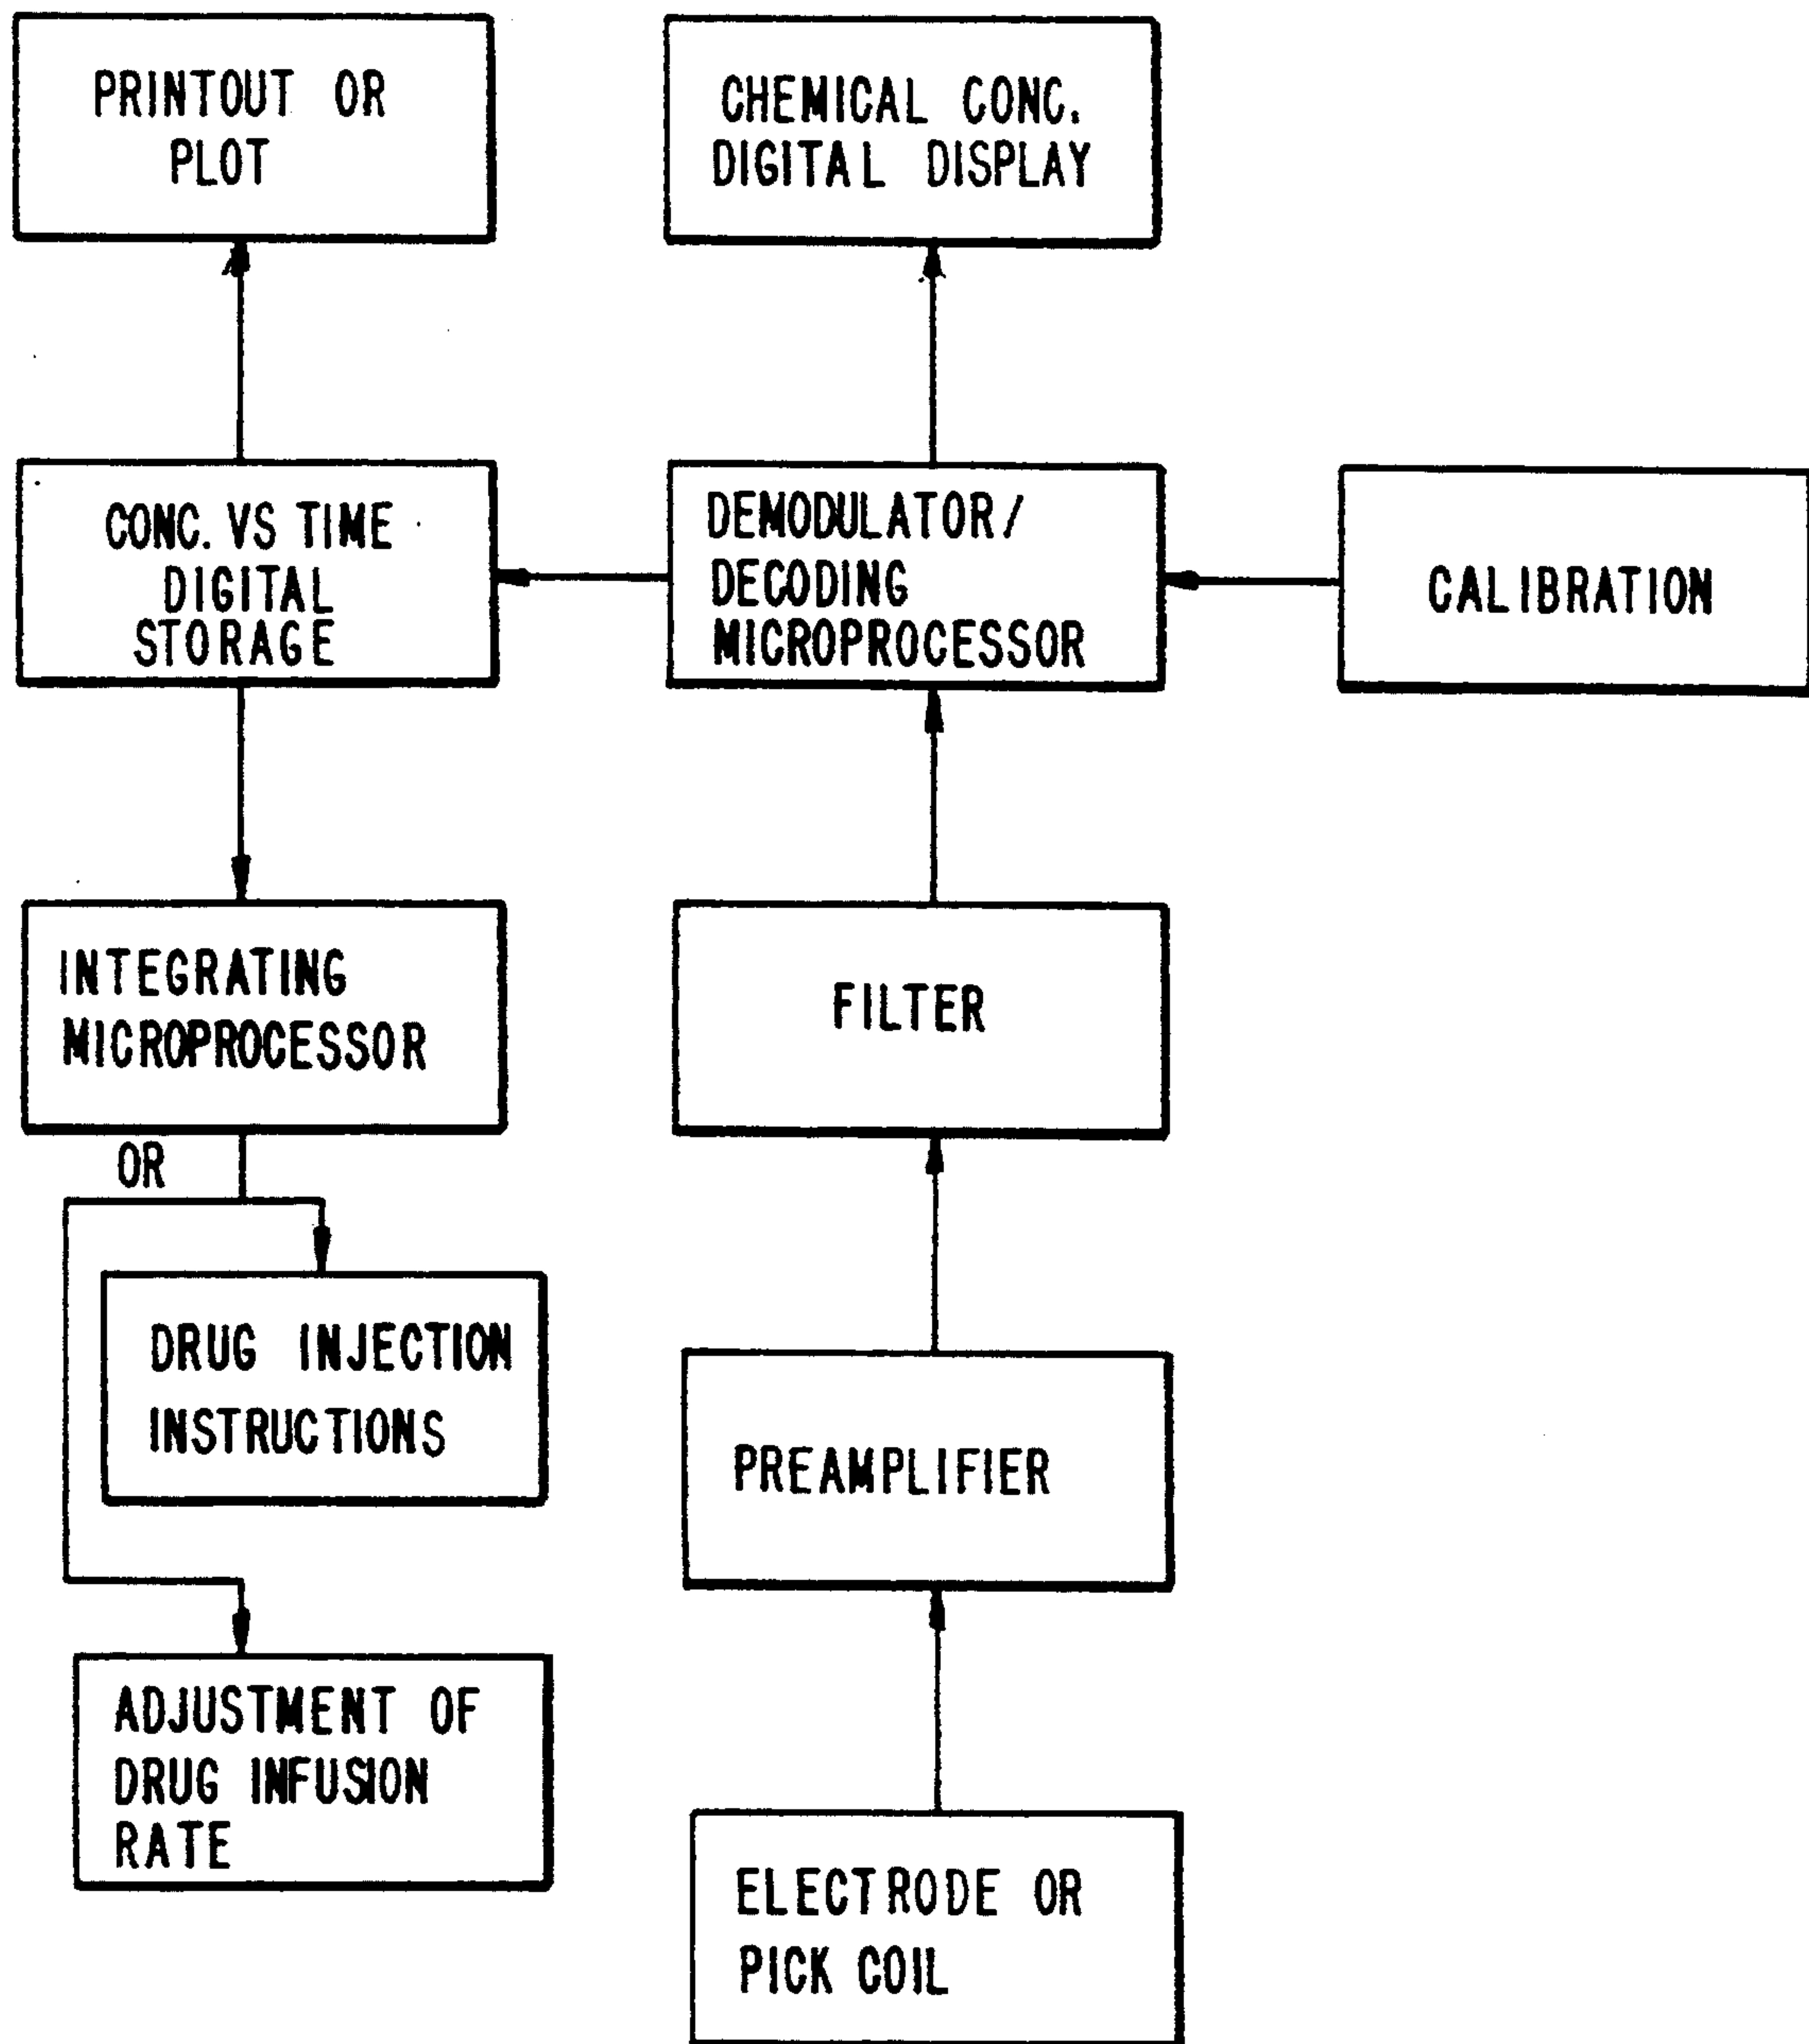 PRINTOUT OR
PLOT
CHEMICAL CONC.
DIGITAL DISPLAY
CONC. VS TIME
DIGITAL
STORAGE
DEMODULATOR/
DECODING
MICROPROCESSOR
CALIBRATION
INTEGRATING
MICROPROCESSOR
FILTER
OR
DRUG INJECTION
INSTRUCTIONS
PREAMPLIFIER
ADJUSTMENT OF
DRUG INFUSION
RATE
ELECTRODE OR
PICK COIL